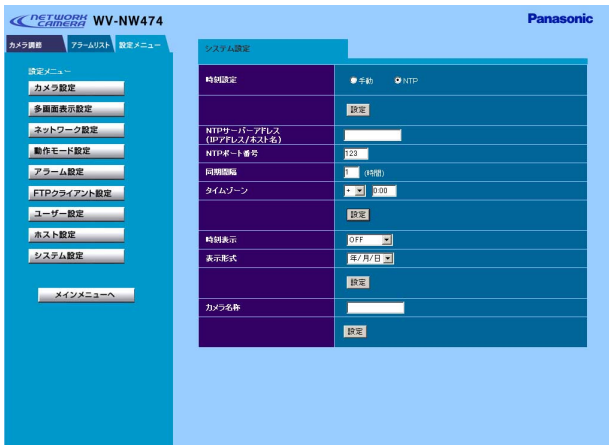 NETWORK CAMERA WV-NW474
Panasonic
カメラ調節 アラームリスト 設定メニュー
設定メニュー
カメラ設定
多画面表示設定
ネットワーク設定
動作モード設定
アラーム設定
FTPクライアント設定
ユーザー設定
ホスト設定
システム設定
メインメニューへ
システム設定
時刻設定 手動 NTP
設定
NTPサーバーアドレス
(IPアドレス/ホスト名)
NTPポート番号 123
同期間隔 1 (時間)
タイムゾーン + 0:00
設定
時刻表示 OFF
表示形式 年/月/日
設定
カメラ名称
設定